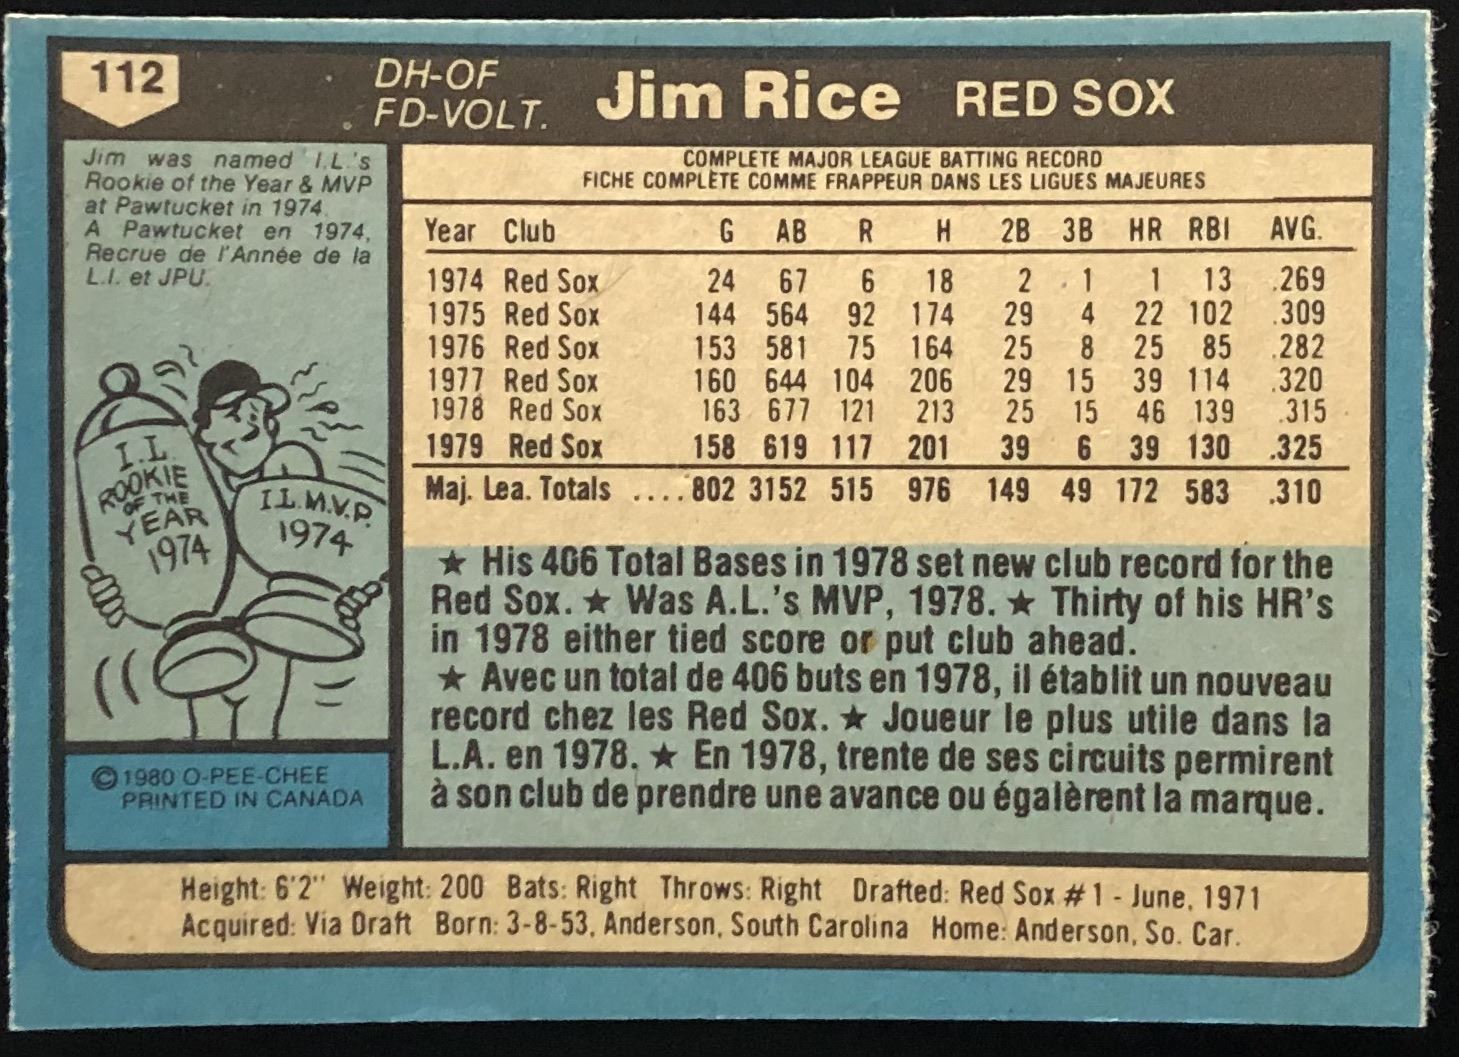 112
DH-OF
FD-VOLT.
Jim Rice RED SOX
Jim was named I.L.'s
Rookie of the Year & MVP
at Pawtucket in 1974.
A Pawtucket en 1974,
Recrue de l'Année de la
L.I. et JPU.
I.L.
ROOKIE
OF THE
YEAR
1974
I.L. M.V.P.
1974
© 1980 O-PEE-CHEE
PRINTED IN CANADA
COMPLETE MAJOR LEAGUE BATTING RECORD
FICHE COMPLÈTE COMME FRAPPEUR DANS LES LIGUES MAJEURES
Year Club G AB R H 2B 3B HR RBI AVG.
1974 Red Sox 24 67 6 18 2 1 1 13 .269
1975 Red Sox 144 564 92 174 29 4 22 102 .309
1976 Red Sox 153 581 75 164 25 8 25 85 .282
1977 Red Sox 160 644 104 206 29 15 39 114 .320
1978 Red Sox 163 677 121 213 25 15 46 139 .315
1979 Red Sox 158 619 117 201 39 6 39 130 .325
Maj. Lea. Totals ....802 3152 515 976 149 49 172 583 .310
★ His 406 Total Bases in 1978 set new club record for the
Red Sox. ★ Was A.L.'s MVP, 1978. ★ Thirty of his HR's
in 1978 either tied score or put club ahead.
★ Avec un total de 406 buts en 1978, il établit un nouveau
record chez les Red Sox. ★ Joueur le plus utile dans la
L.A. en 1978. ★ En 1978, trente de ses circuits permirent
à son club de prendre une avance ou égalèrent la marque.
Height: 6'2" Weight: 200 Bats: Right Throws: Right Drafted: Red Sox #1 - June, 1971
Acquired: Via Draft Born: 3-8-53, Anderson, South Carolina Home: Anderson, So. Car.